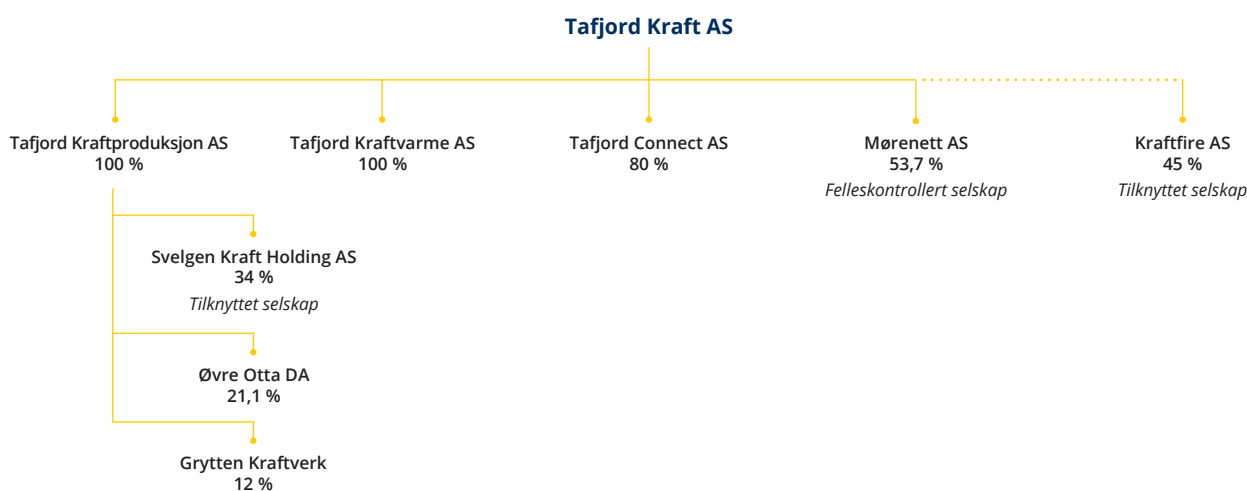 Tafjord Kraft AS
Tafjord Kraftproduksjon AS
100 %
Tafjord Kraftvarme AS
100 %
Tafjord Connect AS
80 %
Mørenett AS
53,7 %
Felleskontrollert selskap
Kraftfire AS
45 %
Tilknyttet selskap
Svelgen Kraft Holding AS
34 %
Tilknyttet selskap
Øvre Otta DA
21,1 %
Grytten Kraftverk
12 %